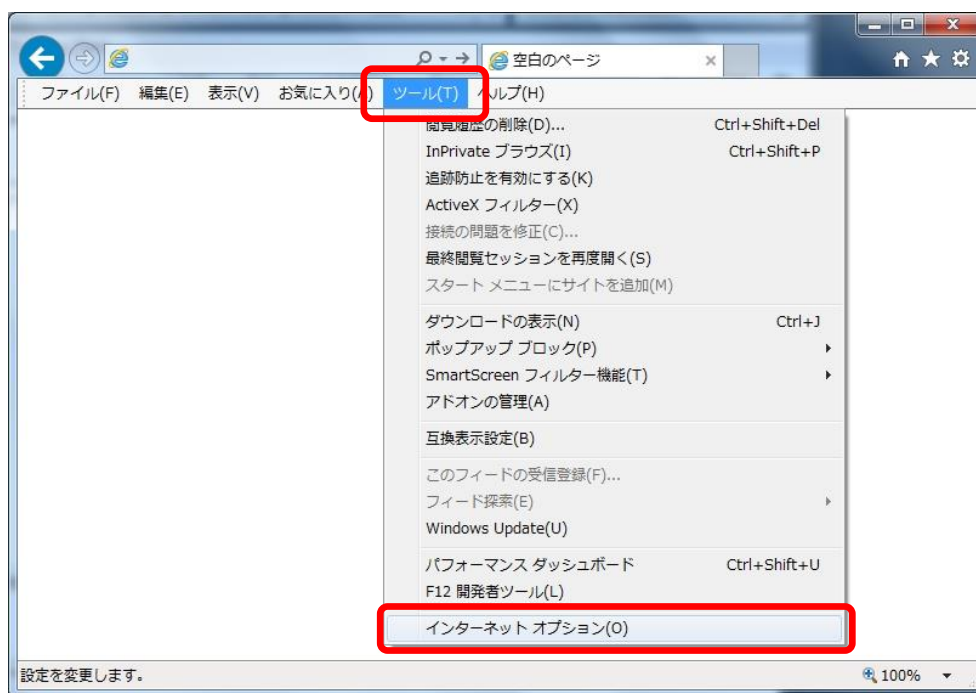 空白のページ
ファイル(F) 編集(E) 表示(V) お気に入り(A) ツール(T) ヘルプ(H)
閲覧履歴の削除(D)... Ctrl+Shift+Del
InPrivate ブラウズ(I) Ctrl+Shift+P
追跡防止を有効にする(K)
ActiveX フィルター(X)
接続の問題を修正(C)...
最終閲覧セッションを再度開く(S)
スタート メニューにサイトを追加(M)
ダウンロードの表示(N) Ctrl+J
ポップアップ ブロック(P)
SmartScreen フィルター機能(T)
アドオンの管理(A)
互換表示設定(B)
このフィードの受信登録(F)...
フィード探索(E)
Windows Update(U)
パフォーマンス ダッシュボード Ctrl+Shift+U
F12 開発者ツール(L)
インターネット オプション(O)
設定を変更します。 100%